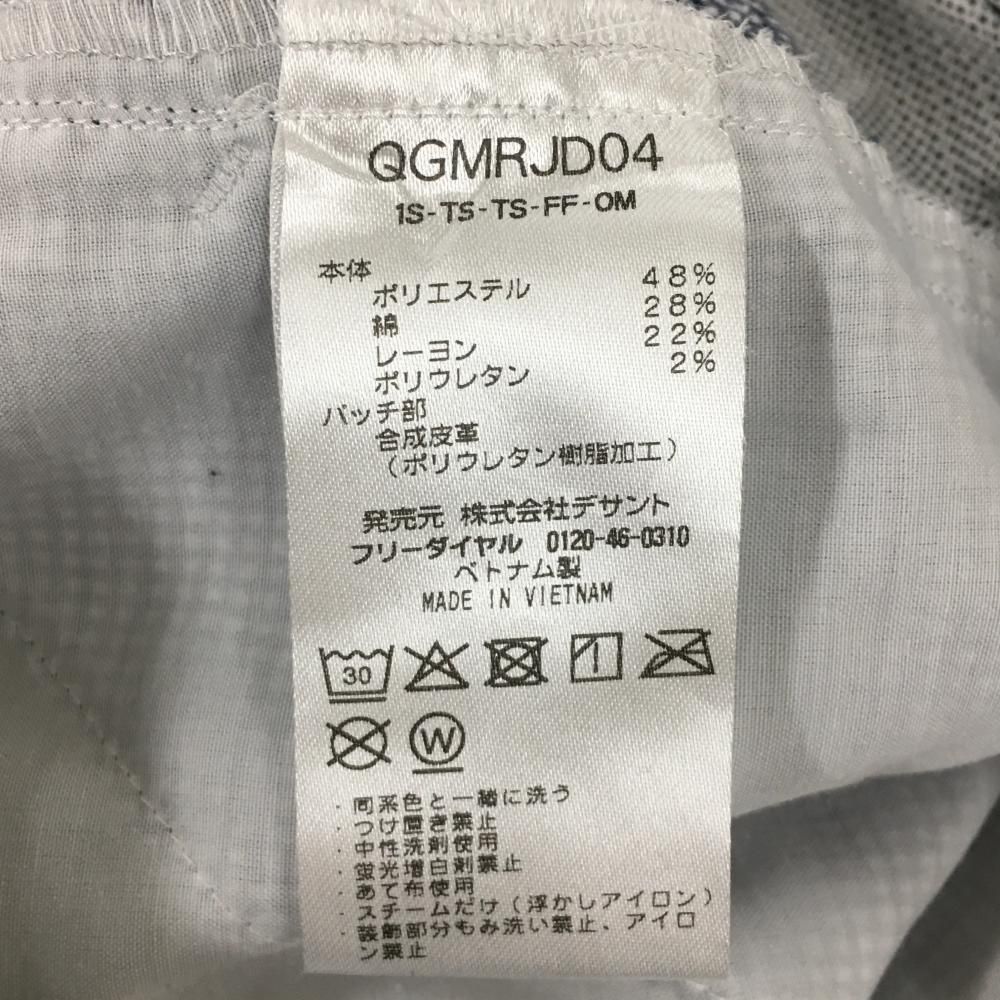 QGMRJD04
1S-TS-TS-FF-OM
本体
ポリエステル 48%
綿 28%
レーヨン 22%
ポリウレタン 2%
パッチ部
合成皮革
(ポリウレタン樹脂加工)
発売元 株式会社デサント
フリーダイヤル 0120-46-0310
ベトナム製
MADE IN VIETNAM
30
W
・同系色と一緒に洗う
・つけ置き禁止
・中性洗剤使用
・蛍光増白剤禁止
・あて布使用
・スチームだけ(浮かしアイロン)
・装飾部分もみ洗い禁止、アイロ
ン禁止